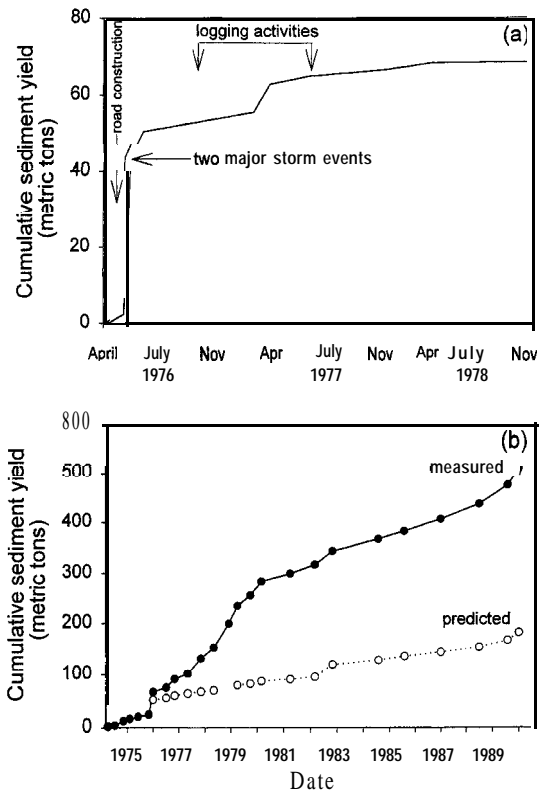 80
60
40
20
0
Cumulative sediment yield
(metric tons)
road construction
logging activities
(a)
two major storm events
April July Nov Apr July Nov Apr July Nov
1976 1977 1978
800
500
400
300
200
100
0
Cumulative sediment yield
(metric tons)
(b)
measured
predicted
1975 1977 1979 1981 1983 1985 1987 1989
Date